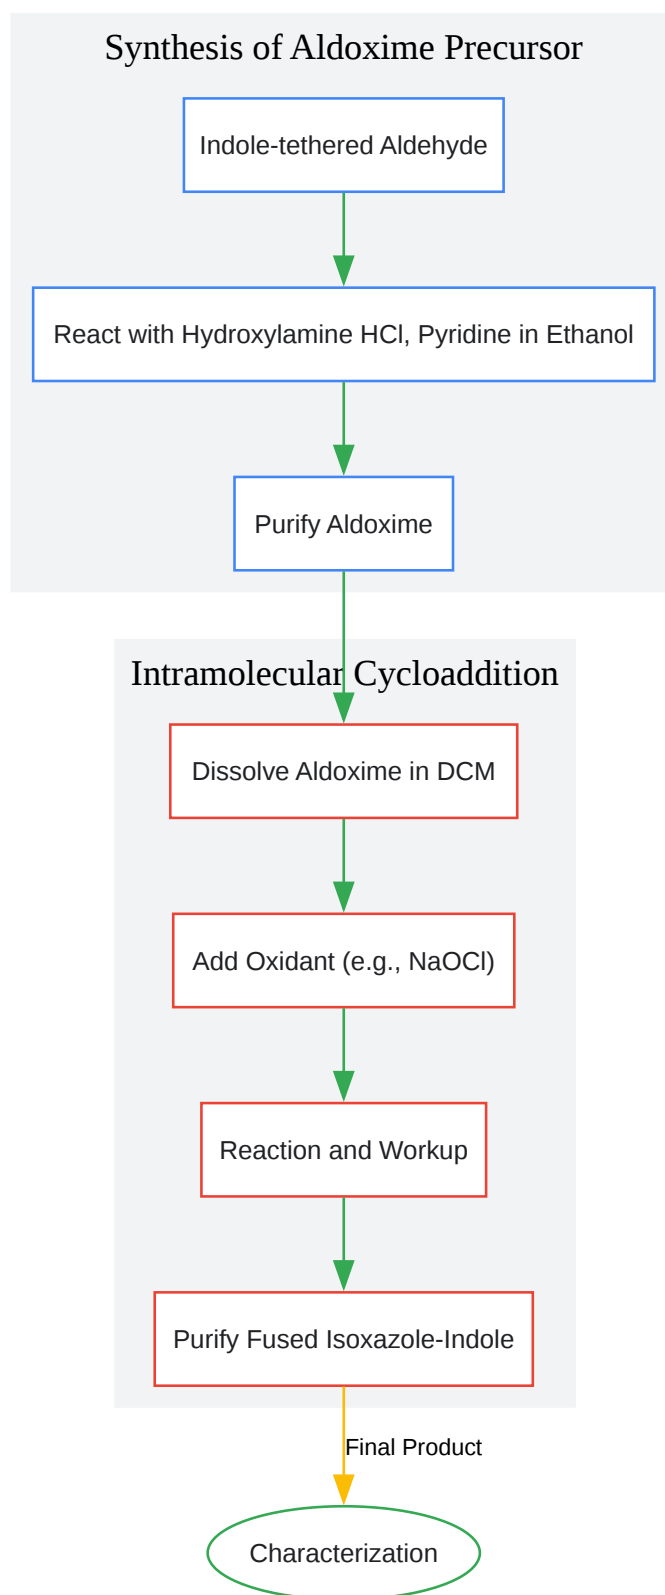 Synthesis of Aldoxime Precursor
Indole-tethered Aldehyde
React with Hydroxylamine HCl, Pyridine in Ethanol
Purify Aldoxime
Intramolecular Cycloaddition
Dissolve Aldoxime in DCM
Add Oxidant (e.g., NaOCl)
Reaction and Workup
Purify Fused Isoxazole-Indole
Final Product
Characterization